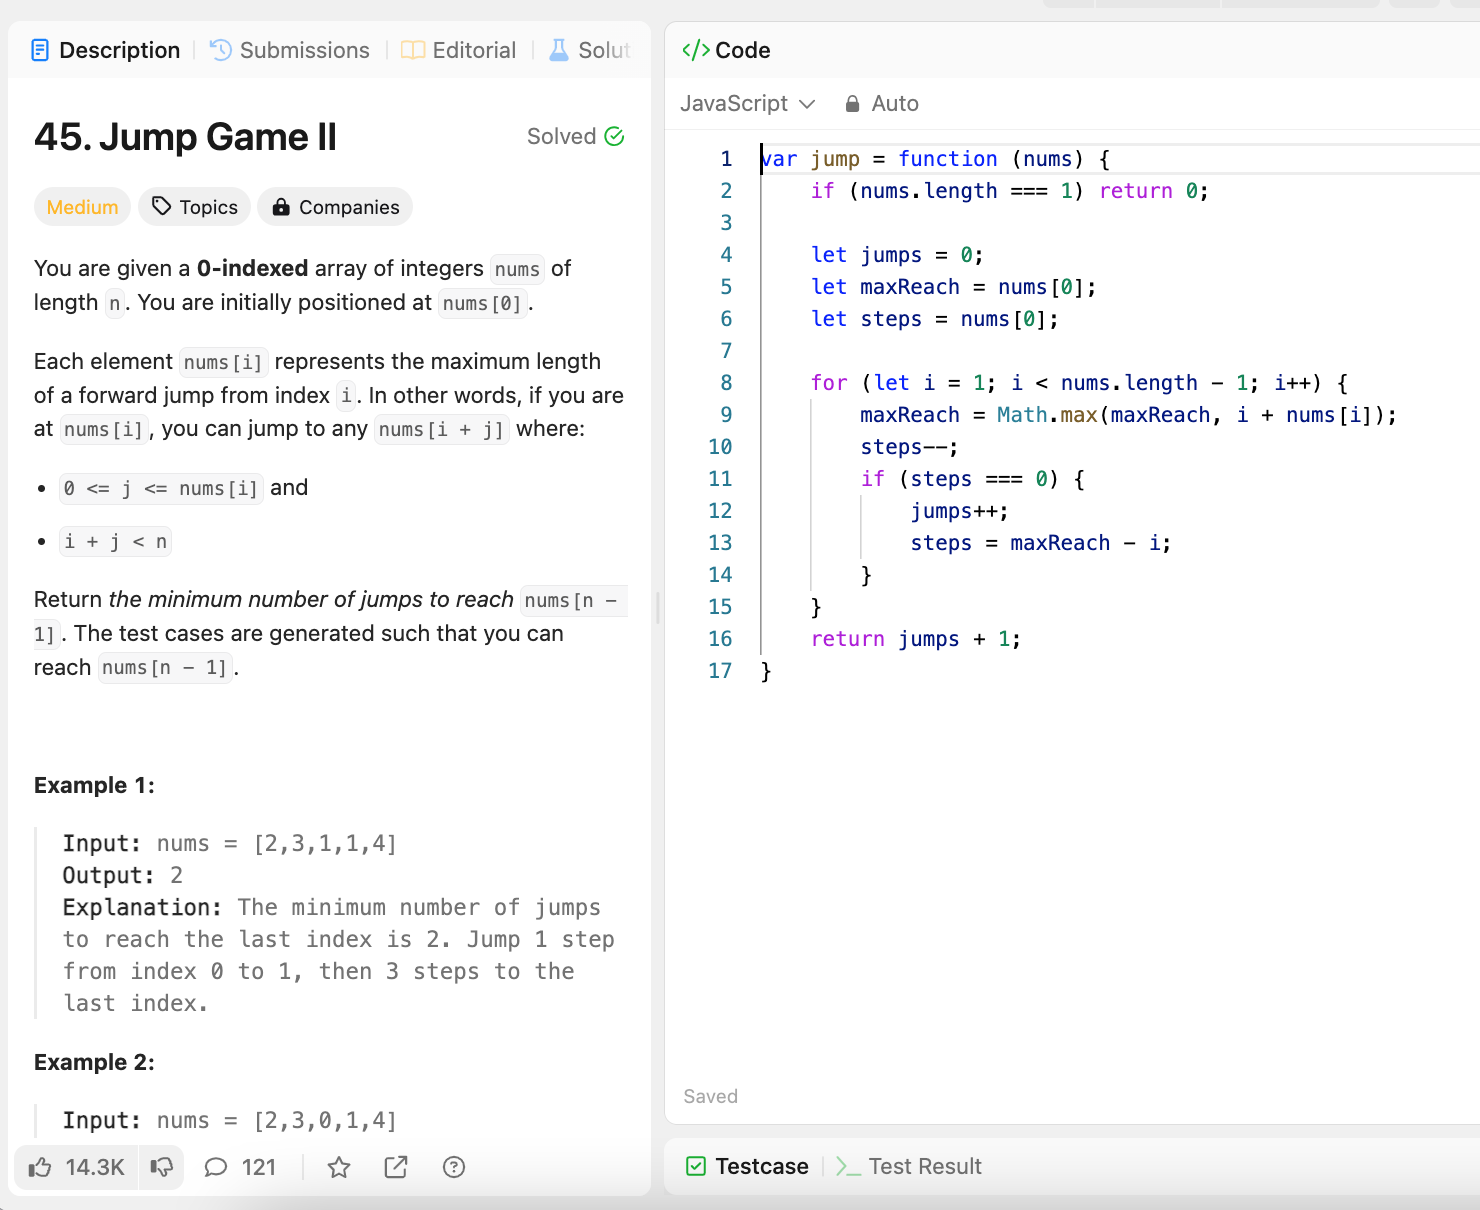 Description
Submissions
Editorial
Solut
45. Jump Game II
Solved
Medium
Topics
Companies
You are given a 0-indexed array of integers nums of
length n. You are initially positioned at nums[0].
Each element nums[i] represents the maximum length
of a forward jump from index i. In other words, if you are
at nums[i], you can jump to any nums[i + j] where:
• 0 <= j <= nums[i] and
• i + j < n
Return the minimum number of jumps to reach nums[n -
1]. The test cases are generated such that you can
reach nums[n - 1].
Example 1:
Input: nums = [2,3,1,1,4]
Output: 2
Explanation: The minimum number of jumps
to reach the last index is 2. Jump 1 step
from index 0 to 1, then 3 steps to the
last index.
Example 2:
Input: nums = [2,3,0,1,4]
14.3K
121
</> Code
JavaScript
Auto
1 var jump = function (nums) {
2     if (nums.length === 1) return 0;
3
4     let jumps = 0;
5     let maxReach = nums[0];
6     let steps = nums[0];
7
8     for (let i = 1; i < nums.length - 1; i++) {
9         maxReach = Math.max(maxReach, i + nums[i]);
10         steps--;
11         if (steps === 0) {
12             jumps++;
13             steps = maxReach - i;
14         }
15     }
16     return jumps + 1;
17 }
Saved
Testcase
Test Result